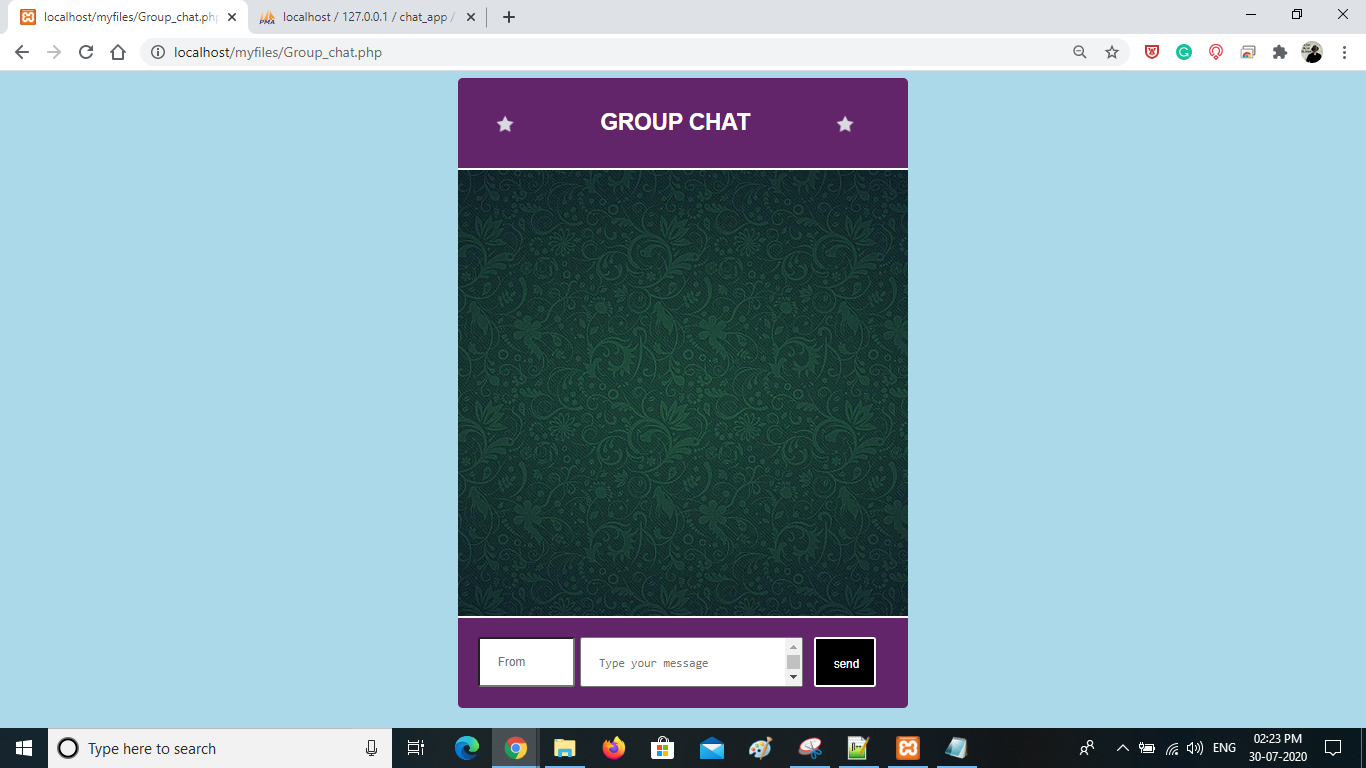 localhost/myfiles/Group_chat.php
localhost / 127.0.0.1 / chat_app /
localhost/myfiles/Group_chat.php
GROUP CHAT
From
Type your message
send
Type here to search
ENG
02:23 PM
30-07-2020